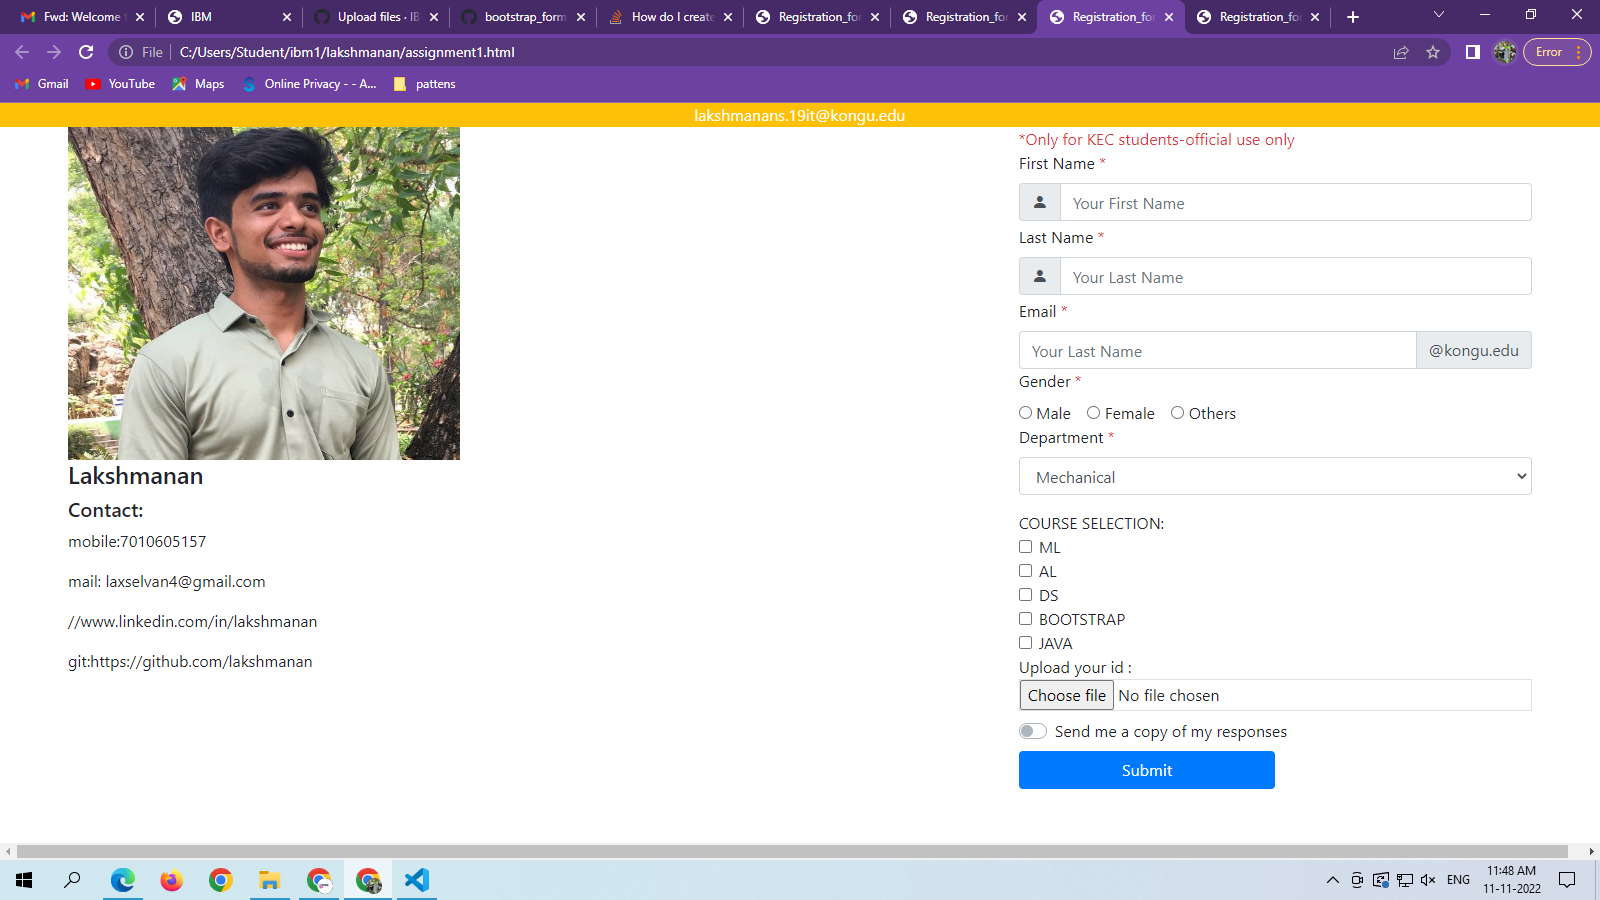 Fwd: Welcome
IBM
Upload files · IB
bootstrap_form
How do I create
Registration_for
Registration_for
Registration_for
Registration_for
File
C:/Users/Student/ibm1/lakshmanan/assignment1.html
Error
Gmail
YouTube
Maps
Online Privacy - - A...
pattens
lakshmanans.19it@kongu.edu
Lakshmanan
Contact:
mobile:7010605157
mail: laxselvan4@gmail.com
//www.linkedin.com/in/lakshmanan
git:https://github.com/lakshmanan
*Only for KEC students-official use only
First Name *
Your First Name
Last Name *
Your Last Name
Email *
Your Last Name @kongu.edu
Gender *
Male Female Others
Department *
Mechanical
COURSE SELECTION:
ML
AL
DS
BOOTSTRAP
JAVA
Upload your id :
Choose file No file chosen
Send me a copy of my responses
Submit
ENG
11:48 AM
11-11-2022